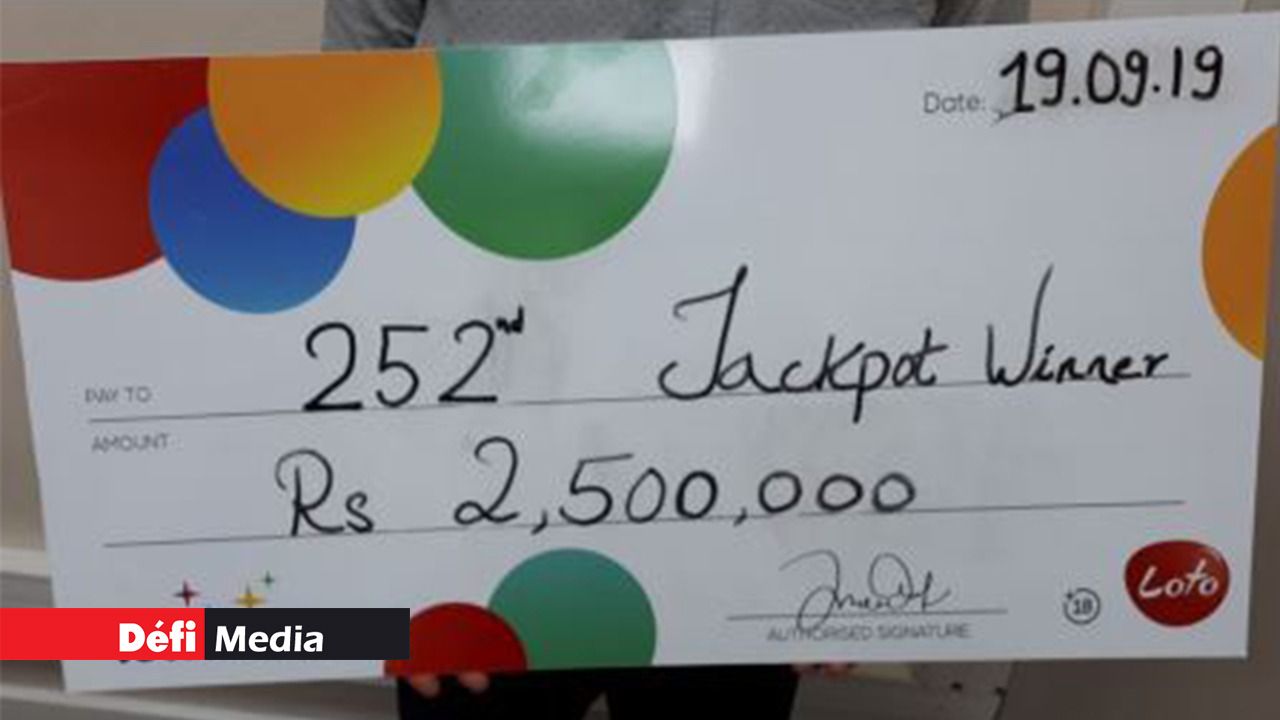 Date: 19.09.19
PAY TO 252nd Jackpot Winner
AMOUNT
Rs 2,500,000
AUTHORISED SIGNATURE
+18
Loto
Défi Media